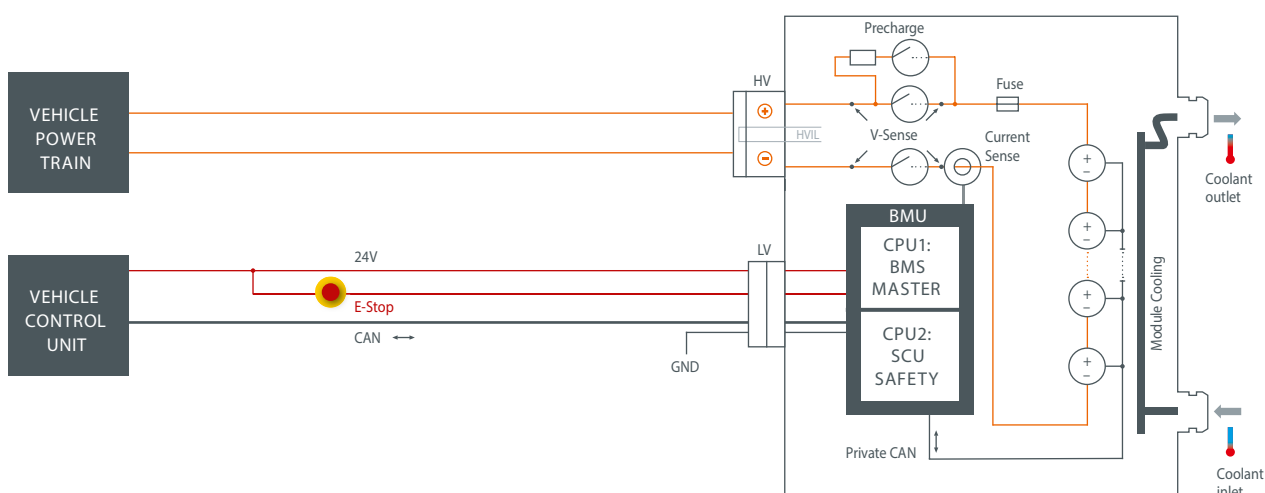 Precharge
HV
Fuse
VEHICLE
POWER
TRAIN
+
HVIL
V-Sense
Current
Sense
−
+
−
Coolant
outlet
BMU
CPU1:
BMS
MASTER
+
−
LV
24V
VEHICLE
CONTROL
UNIT
E-Stop
+
−
Module Cooling
CAN
CPU2:
SCU
SAFETY
GND
+
−
Private CAN
Coolant
inlet